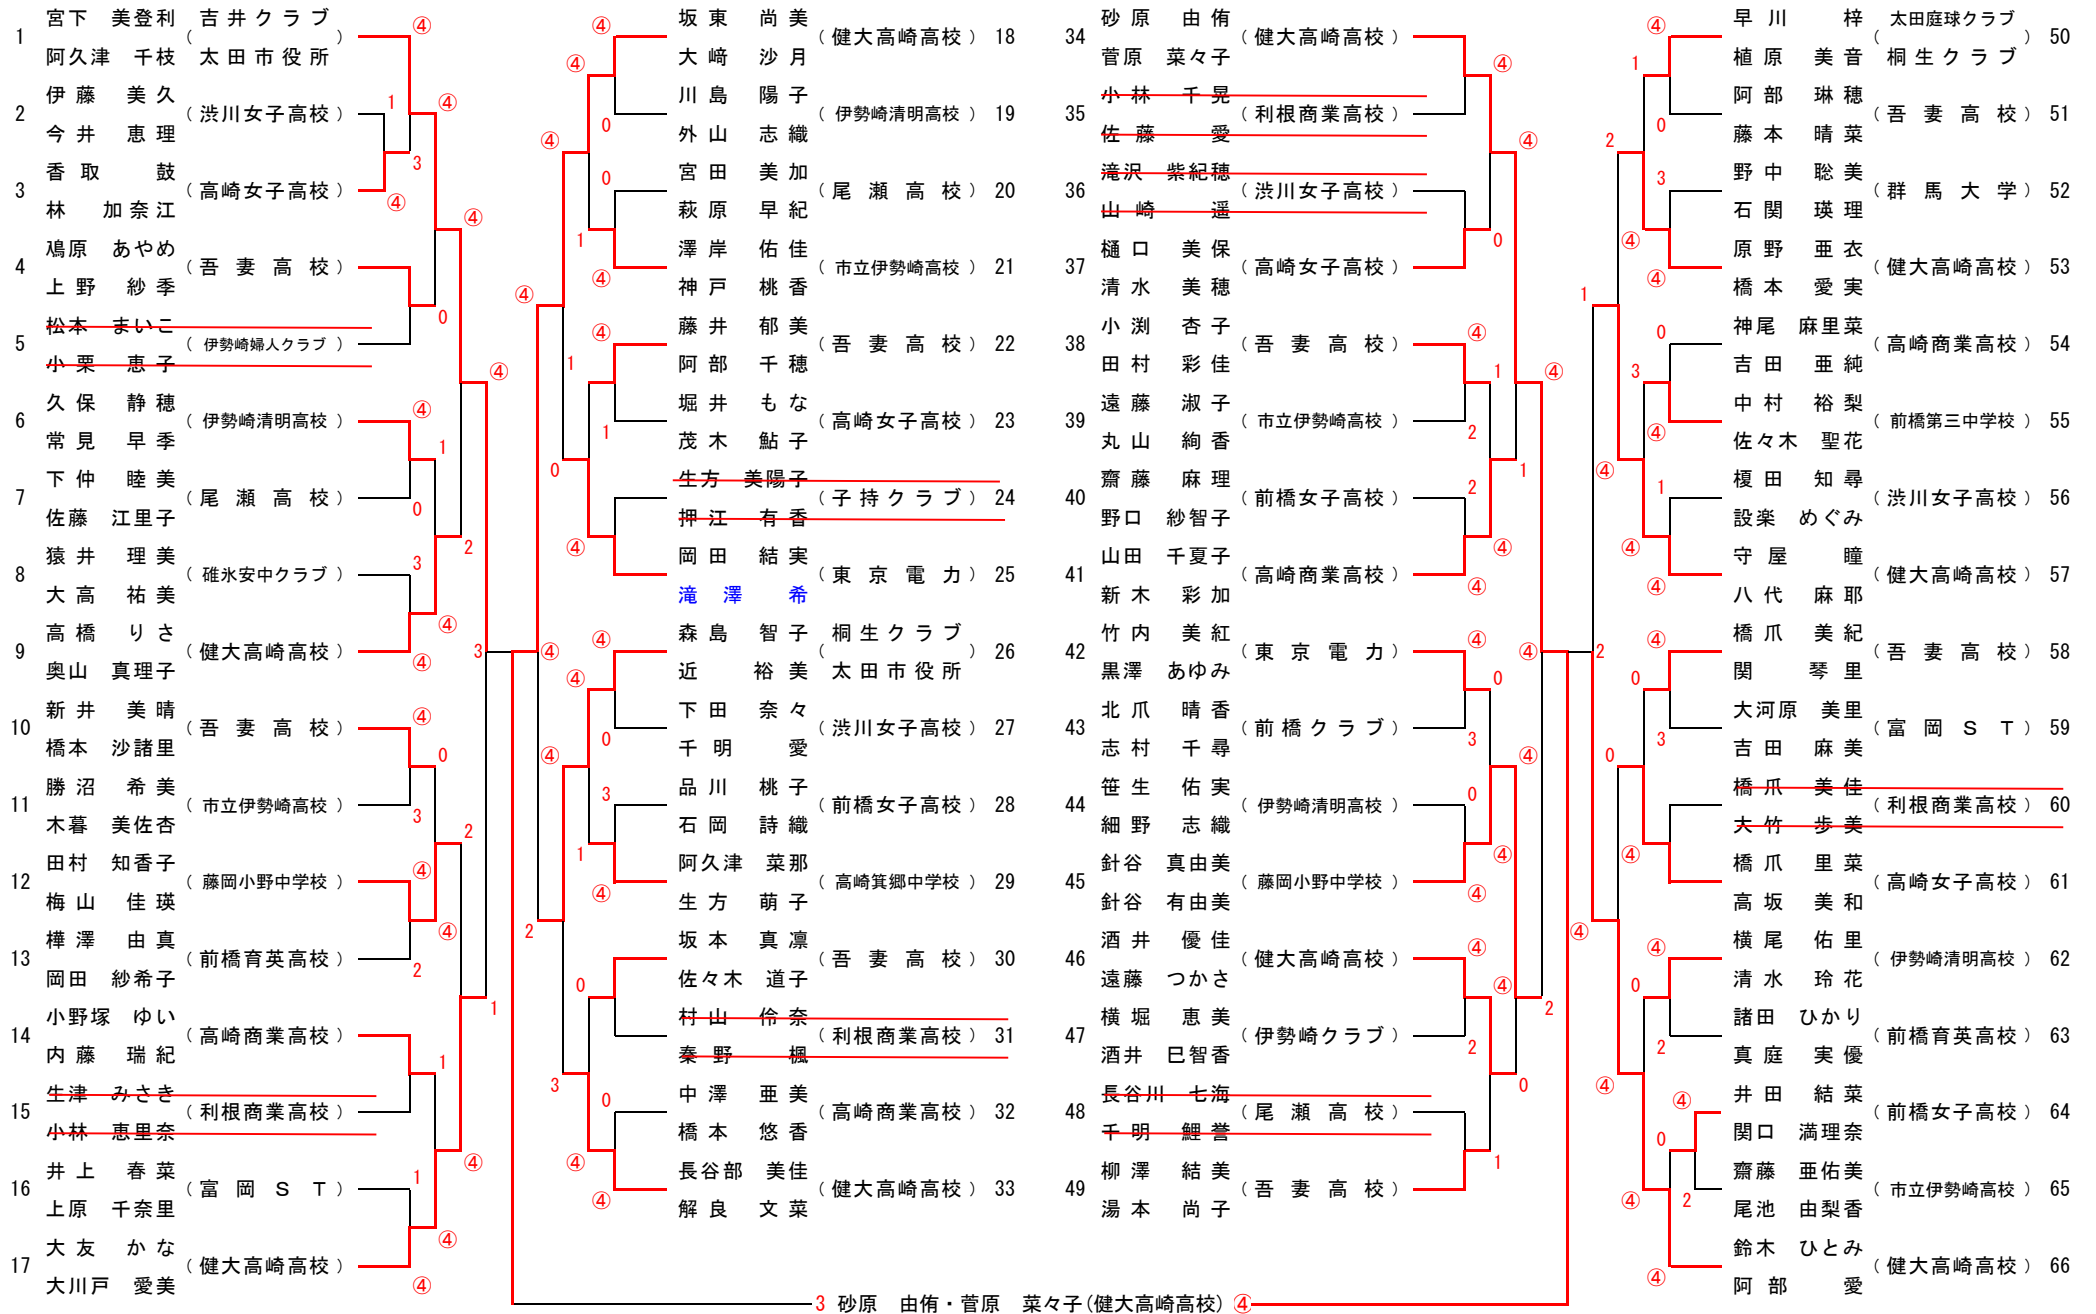 1 宮下 美登利 阿久津 千枝 (吉井クラブ 太田市役所)
2 伊藤 美久 今井 恵理 (渋川女子高校)
3 香取 鼓 林 加奈江 (高崎女子高校)
4 鳰原 あやめ 上野 紗季 (吾妻高校)
5 松本 まいこ 小栗 恵子 (伊勢崎婦人クラブ)
6 久保 静穂 常見 早季 (伊勢崎清明高校)
7 下仲 睦美 佐藤 江里子 (尾瀬高校)
8 猿井 理美 大高 祐美 (碓氷安中クラブ)
9 高橋 りさ 奥山 真理子 (健大高崎高校)
10 新井 美晴 橋本 沙諸里 (吾妻高校)
11 勝沼 希美 木暮 美佐杏 (市立伊勢崎高校)
12 田村 知香子 梅山 佳瑛 (藤岡小野中学校)
13 樺澤 由真 岡田 紗希子 (前橋育英高校)
14 小野塚 ゆい 内藤 瑞紀 (高崎商業高校)
15 生津 みさき 小林 恵里奈 (利根商業高校)
16 井上 春菜 上原 千奈里 (富岡ST)
17 大友 かな 大川戸 愛美 (健大高崎高校)
坂東 尚美 大﨑 沙月 (健大高崎高校) 18
川島 陽子 外山 志織 (伊勢崎清明高校) 19
宮田 美加 萩原 早紀 (尾瀬高校) 20
澤岸 佑佳 神戸 桃香 (市立伊勢崎高校) 21
藤井 郁美 阿部 千穂 (吾妻高校) 22
堀井 もな 茂木 鮎子 (高崎女子高校) 23
生方 美陽子 押江 有香 (子持クラブ) 24
岡田 結実 滝澤 希 (東京電力) 25
森島 智子 近 裕美 (桐生クラブ 太田市役所) 26
下田 奈々 千明 愛 (渋川女子高校) 27
品川 桃子 石岡 詩織 (前橋女子高校) 28
阿久津 菜那 生方 萌子 (高崎箕郷中学校) 29
坂本 真凛 佐々木 道子 (吾妻高校) 30
村山 伶奈 秦野 楓 (利根商業高校) 31
中澤 亜美 橋本 悠香 (高崎商業高校) 32
長谷部 美佳 解良 文菜 (健大高崎高校) 33
34 砂原 由侑 菅原 菜々子 (健大高崎高校)
35 小林 千晃 佐藤 愛 (利根商業高校)
36 滝沢 紫紀穂 山崎 遥 (渋川女子高校)
37 樋口 美保 清水 美穂 (高崎女子高校)
38 小渕 杏子 田村 彩佳 (吾妻高校)
39 遠藤 淑子 丸山 絢香 (市立伊勢崎高校)
40 齋藤 麻理 野口 紗智子 (前橋女子高校)
41 山田 千夏子 新木 彩加 (高崎商業高校)
42 竹内 美紅 黒澤 あゆみ (東京電力)
43 北爪 晴香 志村 千尋 (前橋クラブ)
44 笹生 佑実 細野 志織 (伊勢崎清明高校)
45 針谷 真由美 針谷 有由美 (藤岡小野中学校)
46 酒井 優佳 遠藤 つかさ (健大高崎高校)
47 横堀 恵美 酒井 巳智香 (伊勢崎クラブ)
48 長谷川 七海 千明 鯉誉 (尾瀬高校)
49 柳澤 結美 湯本 尚子 (吾妻高校)
早川 梓 植原 美音 (太田庭球クラブ 桐生クラブ) 50
阿部 琳穂 藤本 晴菜 (吾妻高校) 51
野中 聡美 石関 瑛理 (群馬大学) 52
原野 亜衣 橋本 愛実 (健大高崎高校) 53
神尾 麻里菜 吉田 亜純 (高崎商業高校) 54
中村 裕梨 佐々木 聖花 (前橋第三中学校) 55
榎田 知尋 設楽 めぐみ (渋川女子高校) 56
守屋 瞳 八代 麻耶 (健大高崎高校) 57
橋爪 美紀 関 琴里 (吾妻高校) 58
大河原 美里 吉田 麻美 (富岡ST) 59
橋爪 美佳 大竹 歩美 (利根商業高校) 60
橋爪 里菜 高坂 美和 (高崎女子高校) 61
横尾 佑里 清水 玲花 (伊勢崎清明高校) 62
諸田 ひかり 真庭 実優 (前橋育英高校) 63
井田 結菜 関口 満理奈 (前橋女子高校) 64
齋藤 亜佑美 尾池 由梨香 (市立伊勢崎高校) 65
鈴木 ひとみ 阿部 愛 (健大高崎高校) 66
3 砂原 由侑・菅原 菜々子(健大高崎高校) ④